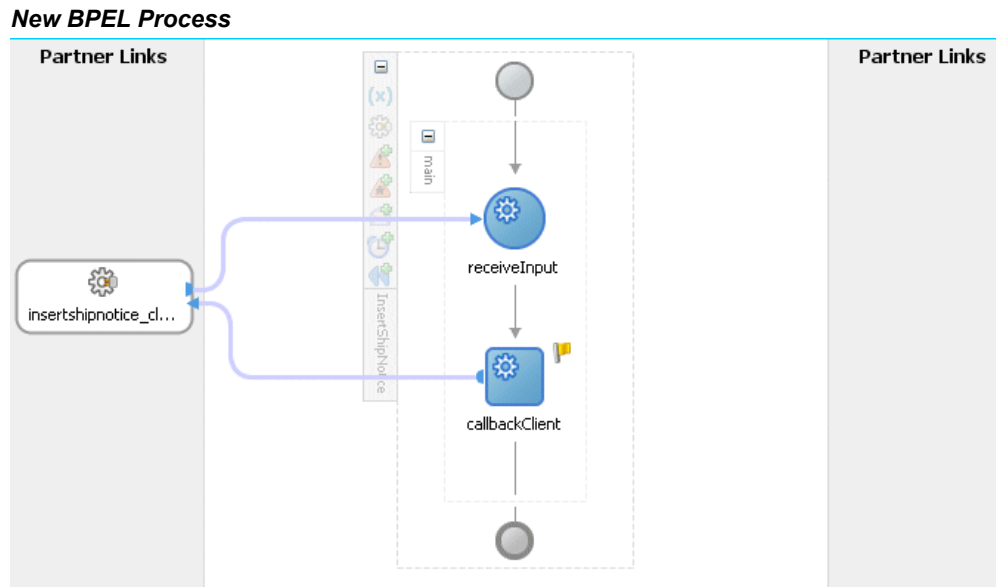 New BPEL Process
Partner Links
Partner Links
(x)
main
receiveInput
insertshipnotice_cl...
InsertShipNotice
callbackClient